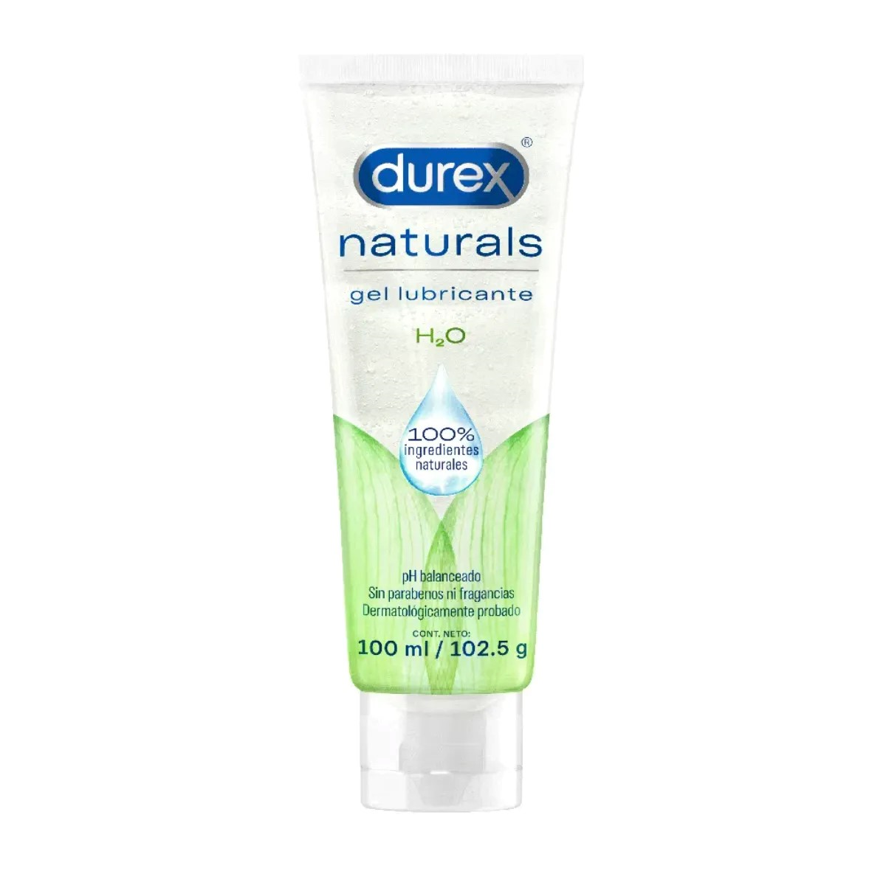 durex®
naturals
gel lubricante
H₂O
100%
ingredientes
naturales
pH balanceado
Sin parabenos ni fragancias
Dermatológicamente probado
CONT. NETO:
100 ml / 102.5 g